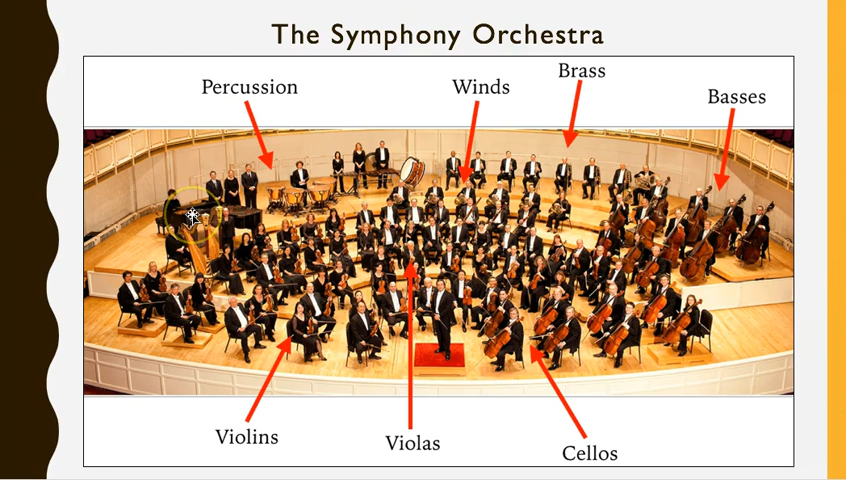 The Symphony Orchestra
Percussion
Winds
Brass
Basses
Violins
Violas
Cellos